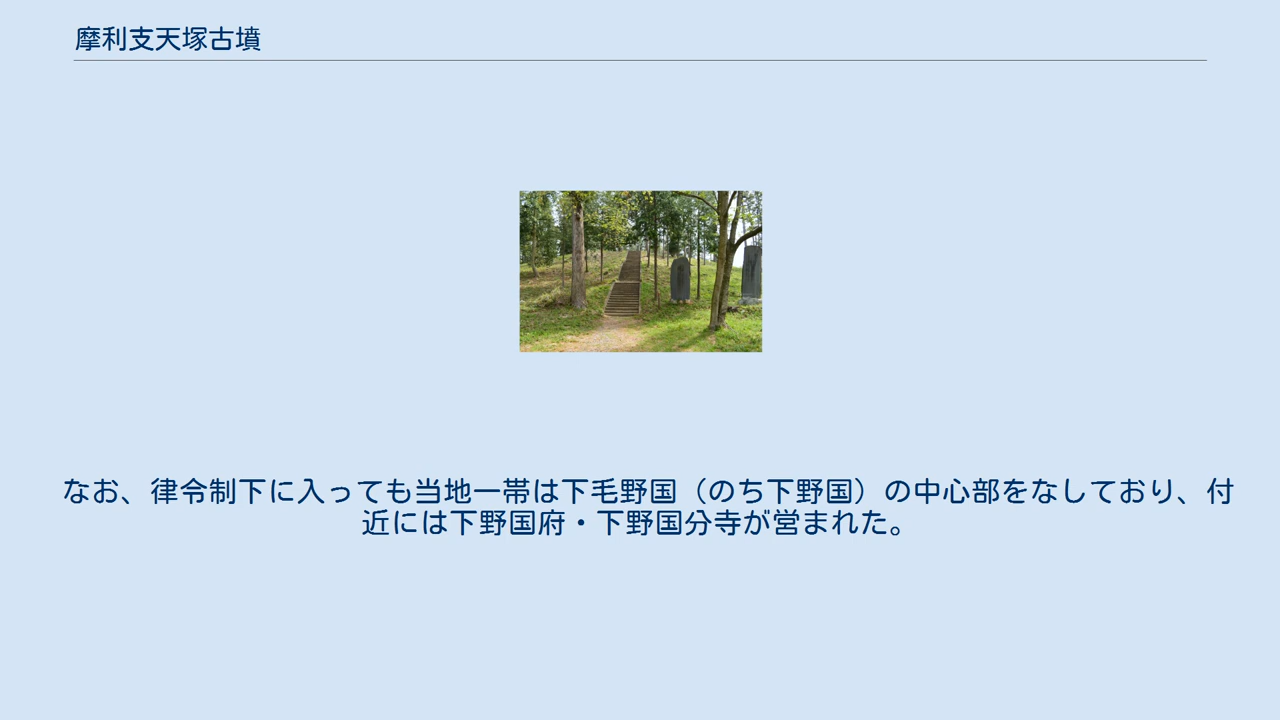 摩利支天塚古墳
なお、律令制下に入っても当地一帯は下毛野国（のち下野国）の中心部をなしており、付
近には下野国府・下野国分寺が営まれた。